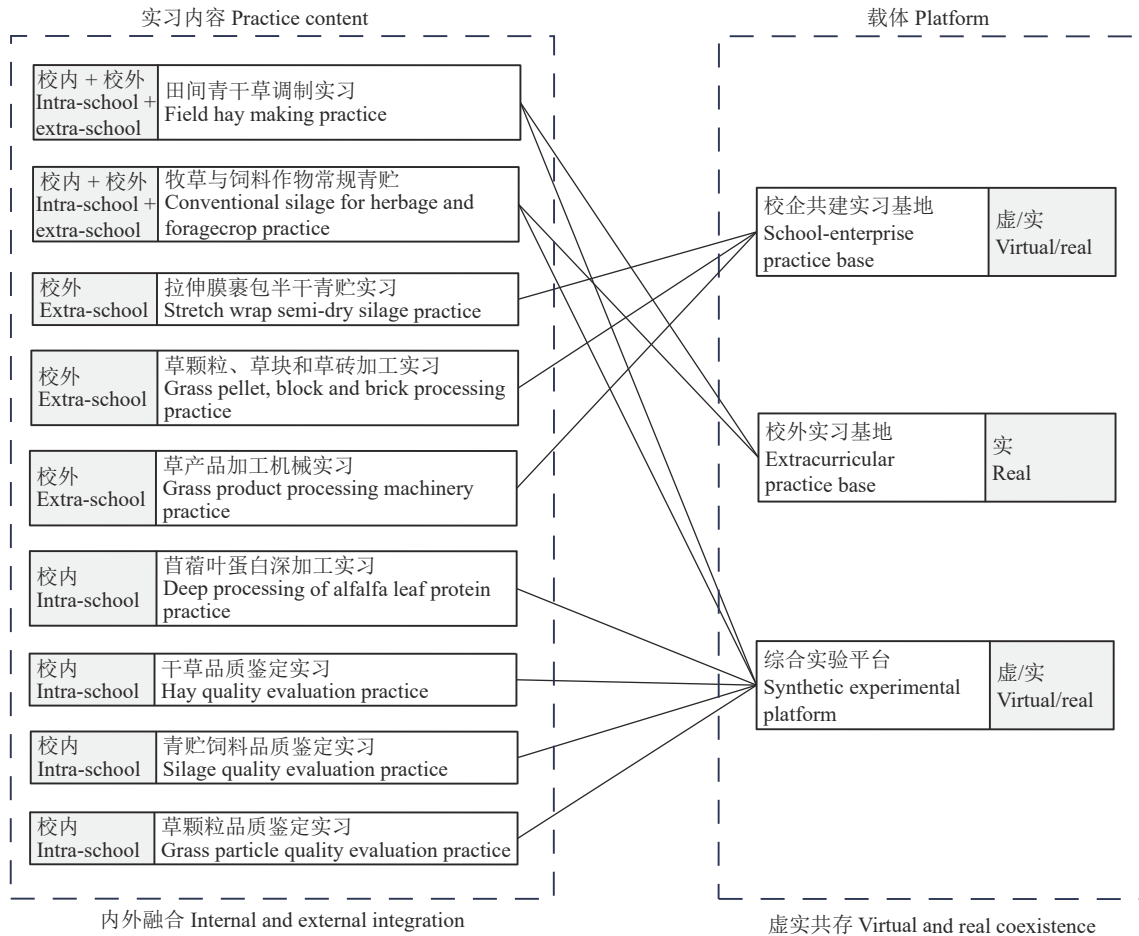 实习内容 Practice content
校内 + 校外
Intra-school +
extra-school
田间青干草调制实习
Field hay making practice
校内 + 校外
Intra-school +
extra-school
牧草与饲料作物常规青贮
Conventional silage for herbage and
foragecrop practice
校外
Extra-school
拉伸膜裹包半干青贮实习
Stretch wrap semi-dry silage practice
校外
Extra-school
草颗粒、草块和草砖加工实习
Grass pellet, block and brick processing
practice
校外
Extra-school
草产品加工机械实习
Grass product processing machinery
practice
校内
Intra-school
苜蓿叶蛋白深加工实习
Deep processing of alfalfa leaf protein
practice
校内
Intra-school
干草品质鉴定实习
Hay quality evaluation practice
校内
Intra-school
青贮饲料品质鉴定实习
Silage quality evaluation practice
校内
Intra-school
草颗粒品质鉴定实习
Grass particle quality evaluation practice
内外融合 Internal and external integration
载体 Platform
校企共建实习基地
School-enterprise
practice base
虚/实
Virtual/real
校外实习基地
Extracurricular
practice base
实
Real
综合实验平台
Synthetic experimental
platform
虚/实
Virtual/real
虚实共存 Virtual and real coexistence